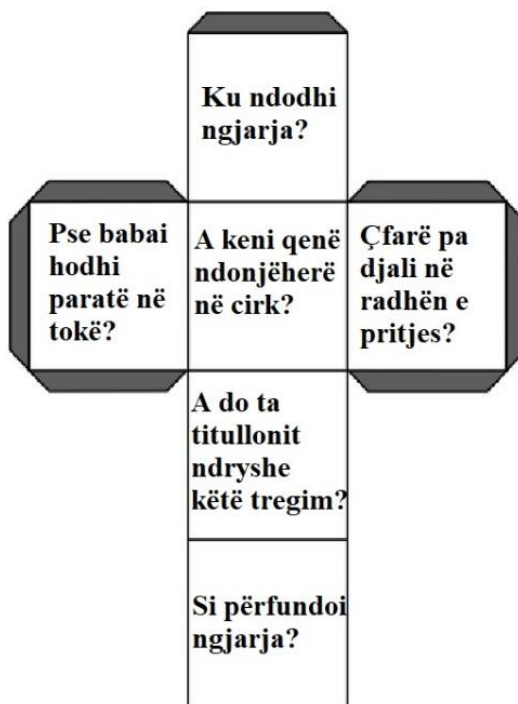 Ku ndodhi
ngjarja?
Pse babai
hodhi
paratë në
tokë?
A keni qenë
ndonjëherë
në cirk?
Çfarë pa
djali në
radhën e
pritjes?
A do ta
titullonit
ndryshe
këtë tregim?
Si përfundoi
ngjarja?